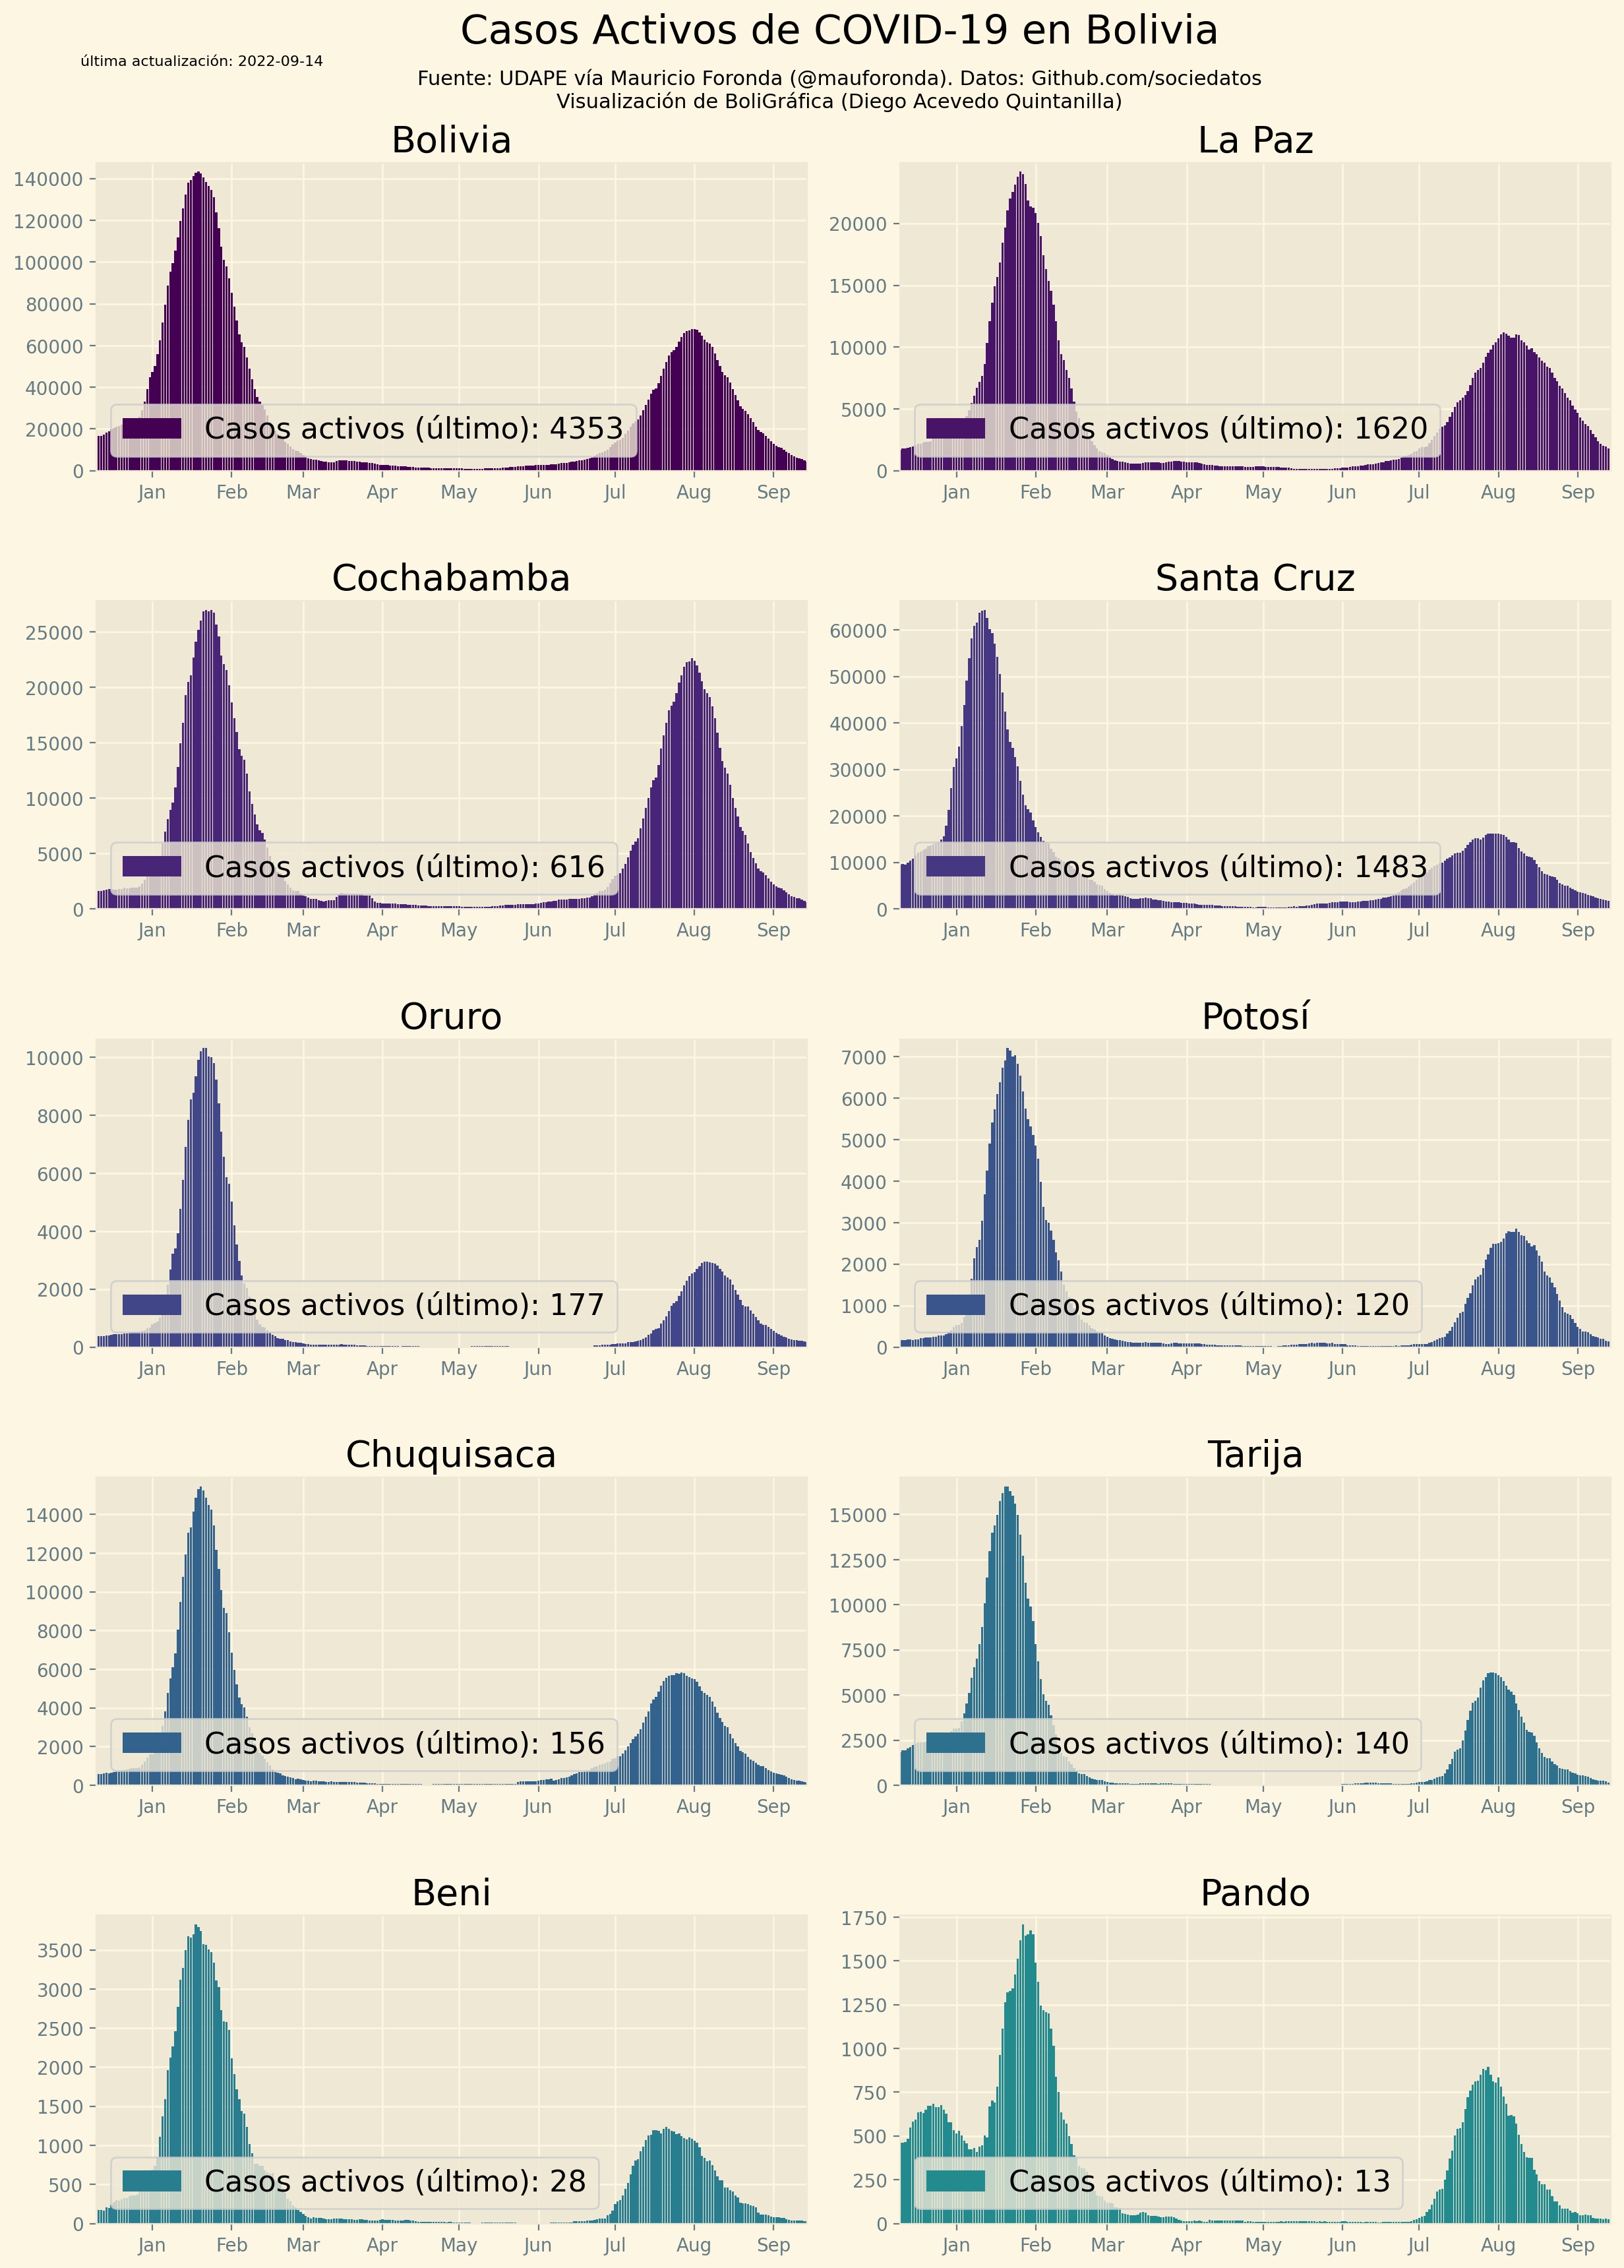 Casos Activos de COVID-19 en Bolivia
última actualización: 2022-09-14
Fuente: UDAPE vía Mauricio Foronda (@mauforonda). Datos: Github.com/sociedatos
Visualización de BoliGráfica (Diego Acevedo Quintanilla)
Bolivia
140000
120000
100000
80000
60000
40000
20000
0
Casos activos (último): 4353
Jan Feb Mar Apr May Jun Jul Aug Sep
La Paz
20000
15000
10000
5000
0
Casos activos (último): 1620
Jan Feb Mar Apr May Jun Jul Aug Sep
Cochabamba
25000
20000
15000
10000
5000
0
Casos activos (último): 616
Jan Feb Mar Apr May Jun Jul Aug Sep
Santa Cruz
60000
50000
40000
30000
20000
10000
0
Casos activos (último): 1483
Jan Feb Mar Apr May Jun Jul Aug Sep
Oruro
10000
8000
6000
4000
2000
0
Casos activos (último): 177
Jan Feb Mar Apr May Jun Jul Aug Sep
Potosí
7000
6000
5000
4000
3000
2000
1000
0
Casos activos (último): 120
Jan Feb Mar Apr May Jun Jul Aug Sep
Chuquisaca
14000
12000
10000
8000
6000
4000
2000
0
Casos activos (último): 156
Jan Feb Mar Apr May Jun Jul Aug Sep
Tarija
15000
12500
10000
7500
5000
2500
0
Casos activos (último): 140
Jan Feb Mar Apr May Jun Jul Aug Sep
Beni
3500
3000
2500
2000
1500
1000
500
0
Casos activos (último): 28
Jan Feb Mar Apr May Jun Jul Aug Sep
Pando
1750
1500
1250
1000
750
500
250
0
Casos activos (último): 13
Jan Feb Mar Apr May Jun Jul Aug Sep